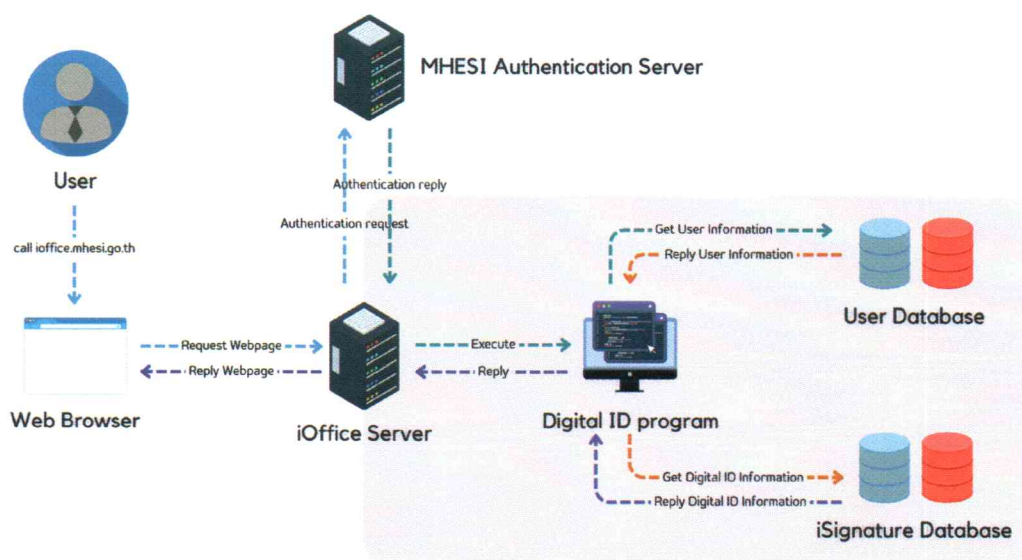 MHESI Authentication Server
User
Authentication reply
Authentication request
call ioffice.mhesi.go.th
Get User Information
Reply User Information
User Database
Request Webpage
Execute
Reply Webpage
Reply
Web Browser
iOffice Server
Digital ID program
Get Digital ID Information
Reply Digital ID Information
iSignature Database